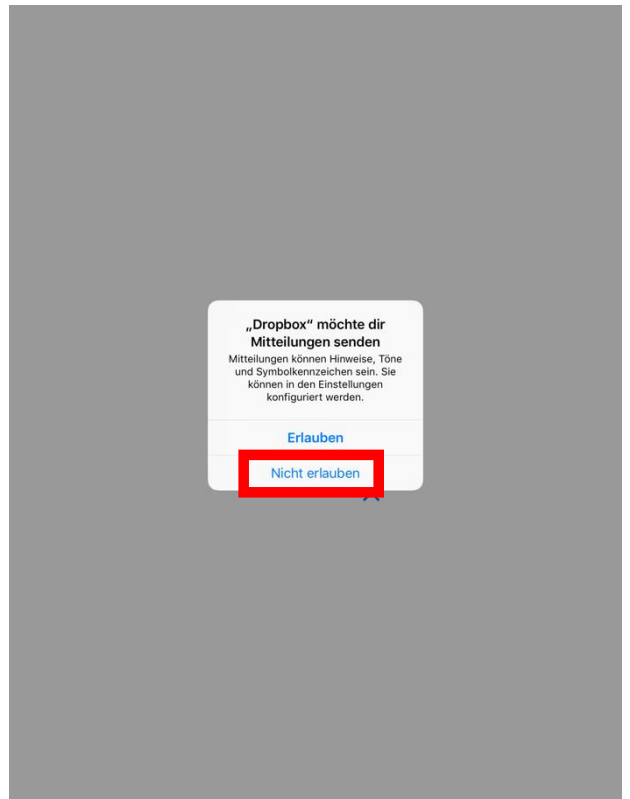 „Dropbox“ möchte dir
Mitteilungen senden
Mitteilungen können Hinweise, Töne
und Symbolkennzeichen sein. Sie
können in den Einstellungen
konfiguriert werden.
Erlauben
Nicht erlauben